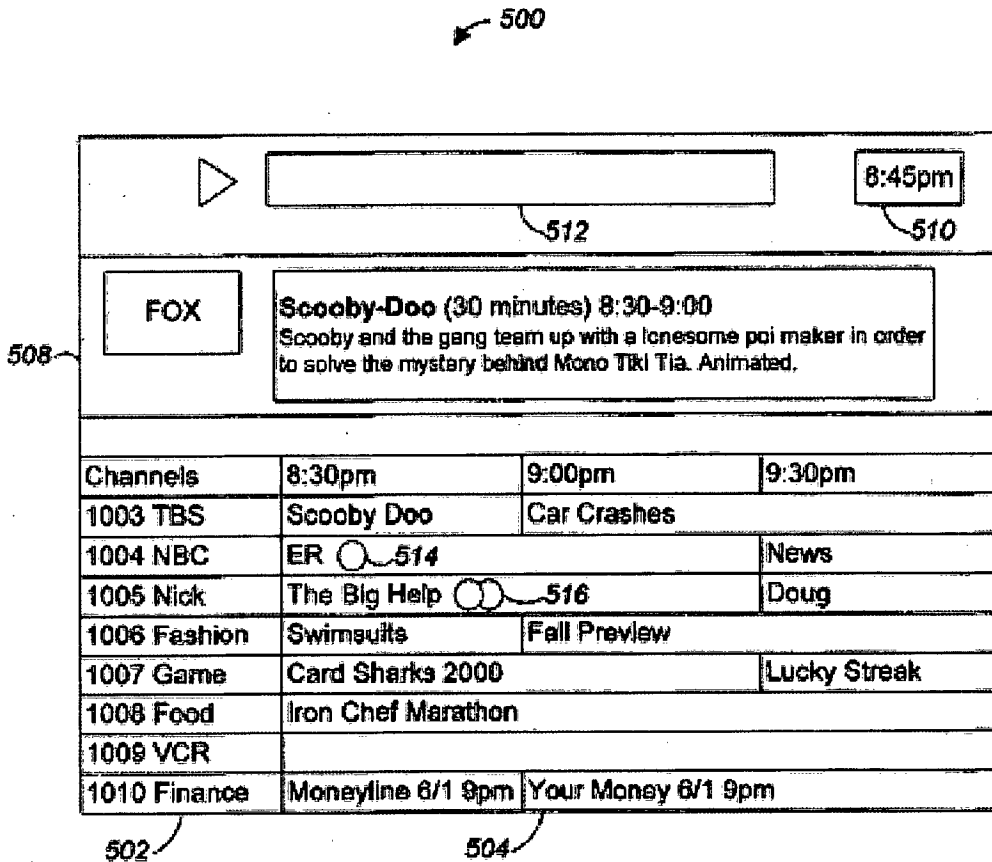 500
8:45pm
512
510
FOX
Scooby-Doo (30 minutes) 8:30-9:00
Scooby and the gang team up with a lonesome poi maker in order
to solve the mystery behind Mono Tiki Tia. Animated.
508
Channels 8:30pm 9:00pm 9:30pm
1003 TBS Scooby Doo Car Crashes
1004 NBC ER 514 News
1005 Nick The Big Help 516 Doug
1006 Fashion Swimsuits Fall Preview
1007 Game Card Sharks 2000 Lucky Streak
1008 Food Iron Chef Marathon
1009 VCR
1010 Finance Moneyline 6/1 9pm Your Money 6/1 9pm
502
504